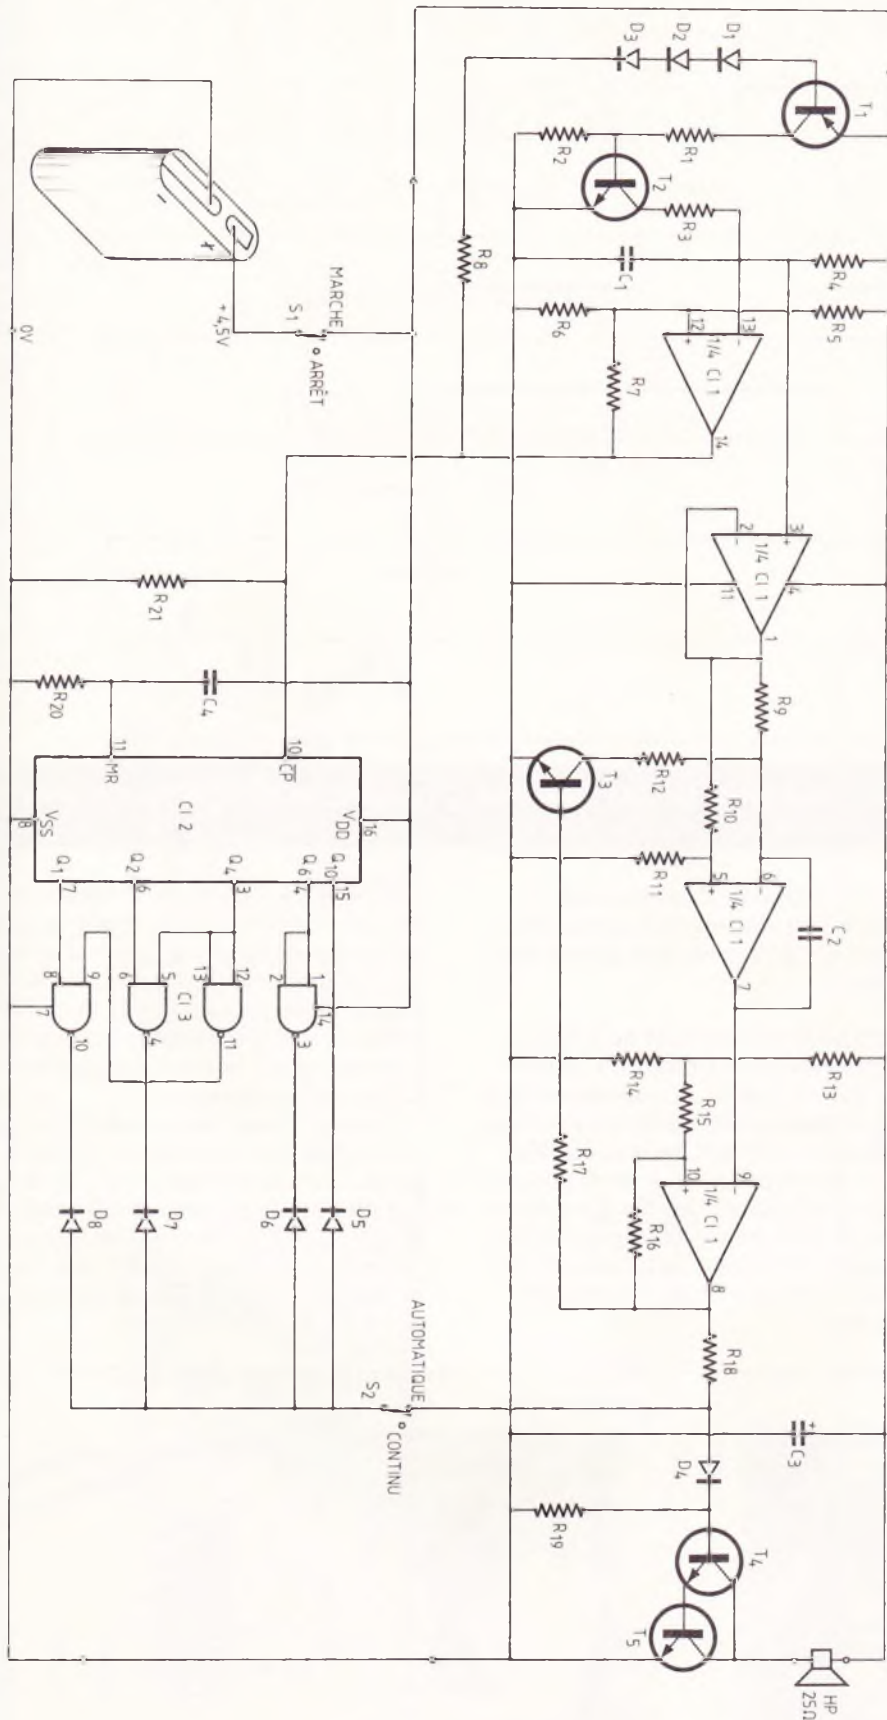 T1
D1
D2
D3
R1
R2
T2
R3
R4
C1
R5
R6
R7
R8
13
12
-
+
1/4 CI 1
14
3
2
+
-
1/4 CI 1
4
11
1
R9
R10
R11
R12
T3
6
5
-
+
1/4 CI 1
7
C2
R13
R14
R15
R16
R17
9
10
-
+
1/4 CI 1
8
R18
C3
+
D4
R19
T4
T5
HP
25Ω
MARCHE
ARRÊT
S1
+4,5V
0V
+
-
R21
C4
R20
10
CP
11
MR
CI 2
16
VDD
8
VSS
Q10
15
Q6
4
Q4
3
Q2
6
Q1
7
1
2
14
3
12
13
11
CI 3
5
6
4
9
8
7
10
D5
D6
D7
D8
AUTOMATIQUE
S2
CONTINU